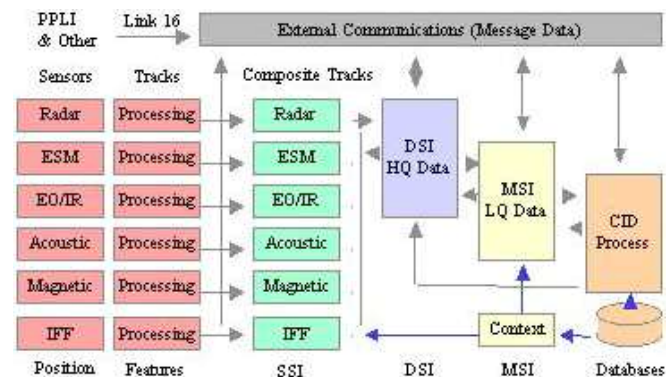 PPLI
& Other
Link 16
External Communications (Message Data)
Sensors
Tracks
Composite Tracks
Radar
Processing
Radar
ESM
Processing
ESM
EO/IR
Processing
EO/IR
Acoustic
Processing
Acoustic
Magnetic
Processing
Magnetic
IFF
Processing
IFF
DSI
HQ Data
MSI
LQ Data
CID
Process
Context
Position
Features
SSI
DSI
MSI
Databases